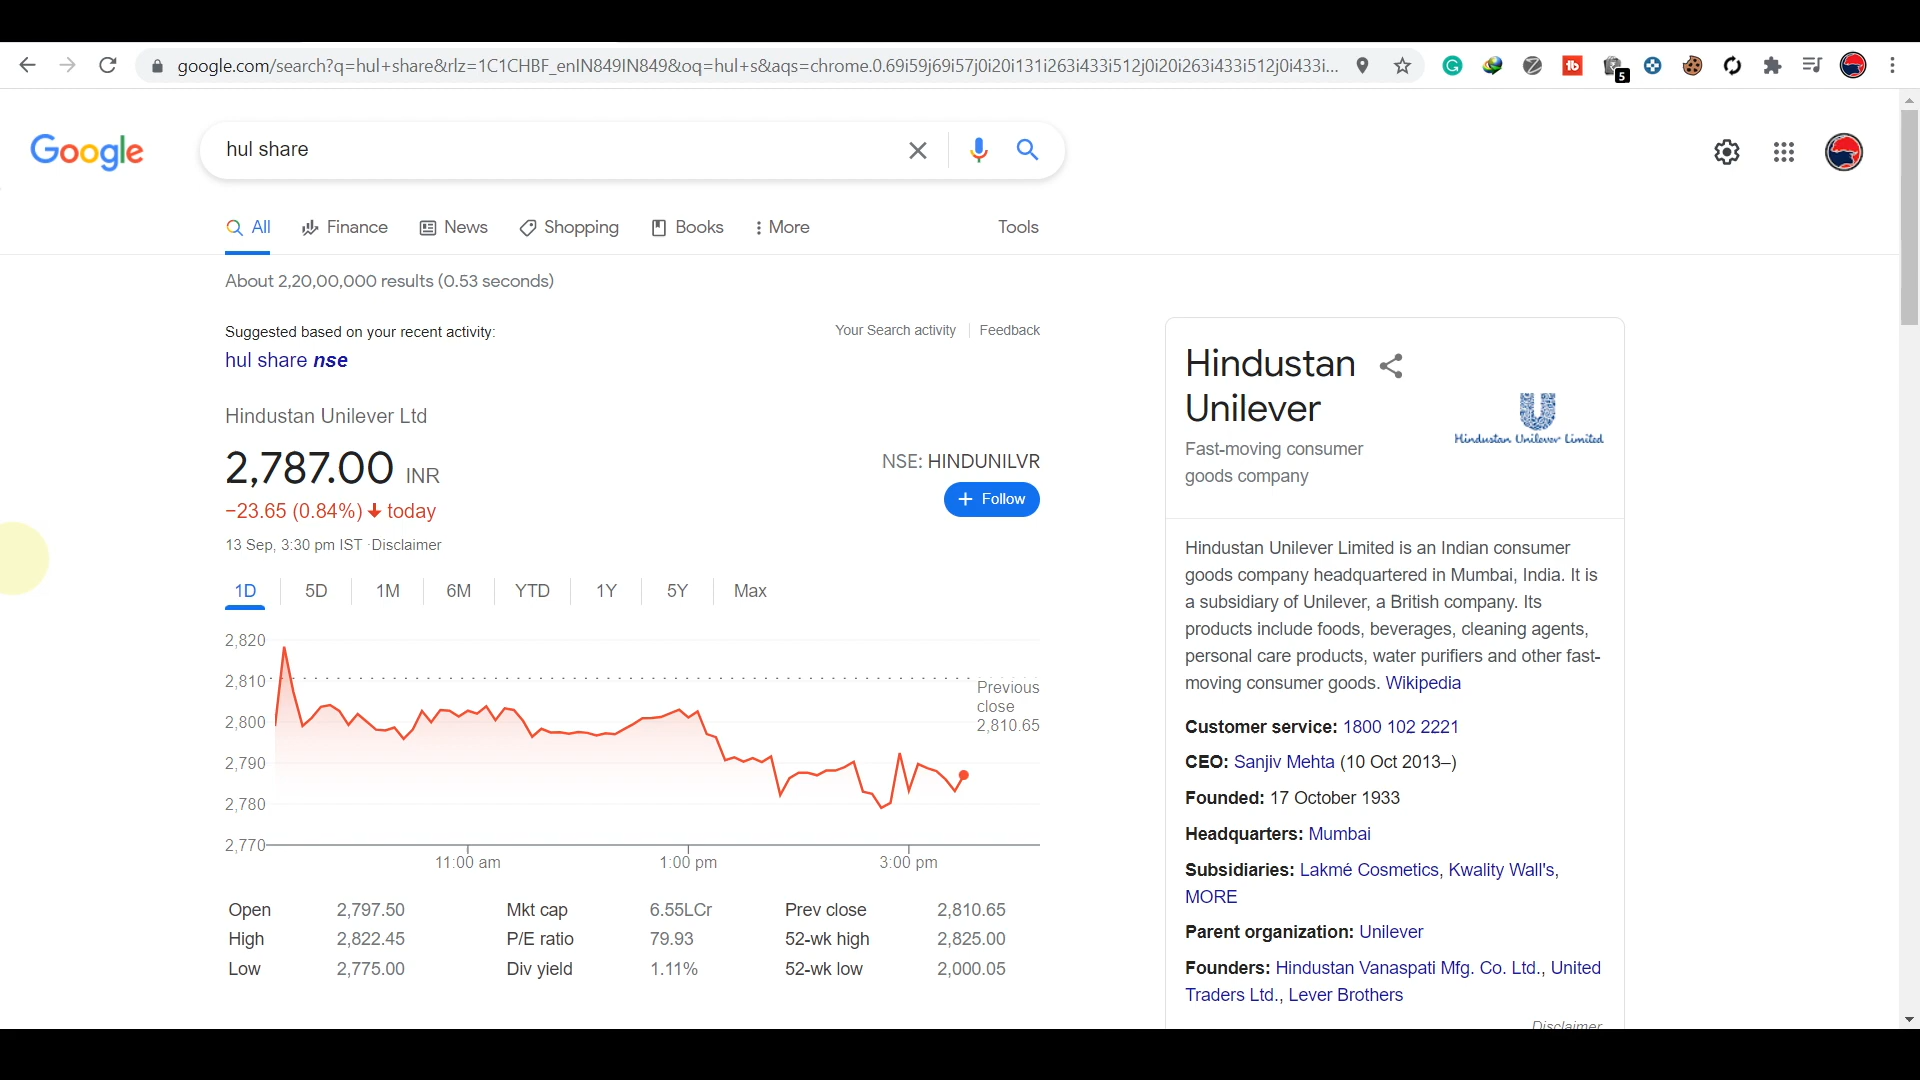 google.com/search?q=hul+share&rlz=1C1CHBF_enIN849IN849&oq=hul+s&aqs=chrome.0.69i59j69i57j0i20i131i263i433i512j0i20i263i433i512j0i433i...
5
Google
hul share
All
Finance
News
Shopping
Books
More
Tools
About 2,20,00,000 results (0.53 seconds)
Suggested based on your recent activity:
Your Search activity
Feedback
hul share nse
Hindustan Unilever Ltd
2,787.00 INR
NSE: HINDUNILVR
−23.65 (0.84%) today
+ Follow
13 Sep, 3:30 pm IST ·Disclaimer
1D
5D
1M
6M
YTD
1Y
5Y
Max
2,820
2,810
2,800
2,790
2,780
2,770
Previous
close
2,810.65
11:00 am
1:00 pm
3:00 pm
Open 2,797.50 Mkt cap 6.55LCr Prev close 2,810.65
High 2,822.45 P/E ratio 79.93 52-wk high 2,825.00
Low 2,775.00 Div yield 1.11% 52-wk low 2,000.05
Hindustan
Unilever
Fast-moving consumer
goods company
Hindustan Unilever Limited
Hindustan Unilever Limited is an Indian consumer
goods company headquartered in Mumbai, India. It is
a subsidiary of Unilever, a British company. Its
products include foods, beverages, cleaning agents,
personal care products, water purifiers and other fast-
moving consumer goods. Wikipedia
Customer service: 1800 102 2221
CEO: Sanjiv Mehta (10 Oct 2013–)
Founded: 17 October 1933
Headquarters: Mumbai
Subsidiaries: Lakmé Cosmetics, Kwality Wall's,
MORE
Parent organization: Unilever
Founders: Hindustan Vanaspati Mfg. Co. Ltd., United
Traders Ltd., Lever Brothers
Disclaimer